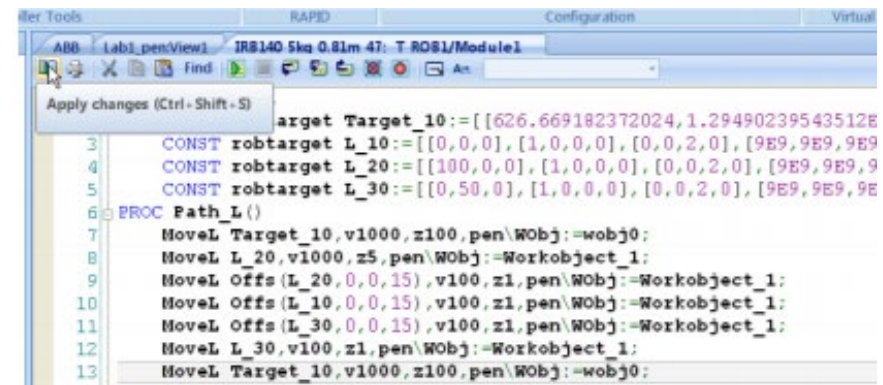 ller Tools RAPID Configuration Virtual
ABB Lab1_pen:View1 IRB140 5kg 0.81m 47: T ROB1/Module1
Find
Apply changes (Ctrl+Shift+S)
arget Target_10:=[[626.669182372024,1.29490239543512E
3 CONST robtarget L_10:=[[0,0,0],[1,0,0,0],[0,0,2,0],[9E9,9E9,9E9
4 CONST robtarget L_20:=[[100,0,0],[1,0,0,0],[0,0,2,0],[9E9,9E9,9
5 CONST robtarget L_30:=[[0,50,0],[1,0,0,0],[0,0,2,0],[9E9,9E9,9E
6 PROC Path_L()
7 MoveL Target_10,v1000,z100,pen\WObj:=wobj0;
8 MoveL L_20,v1000,z5,pen\WObj:=Workobject_1;
9 MoveL Offs(L_20,0,0,15),v100,z1,pen\WObj:=Workobject_1;
10 MoveL Offs(L_10,0,0,15),v100,z1,pen\WObj:=Workobject_1;
11 MoveL Offs(L_30,0,0,15),v100,z1,pen\WObj:=Workobject_1;
12 MoveL L_30,v100,z1,pen\WObj:=Workobject_1;
13 MoveL Target_10,v1000,z100,pen\WObj:=wobj0;